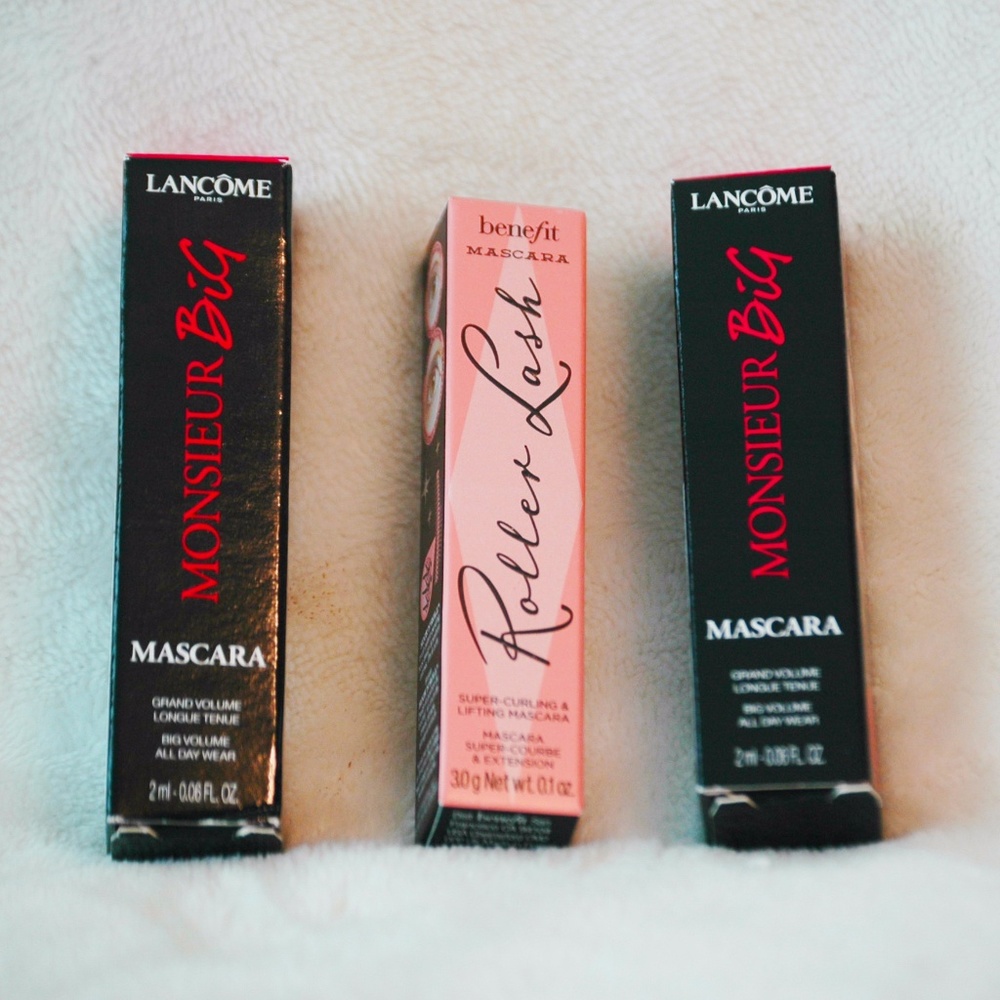 LANCÔME
PARIS
MONSIEUR BiG
MASCARA
GRAND VOLUME
LONGUE TENUE
BIG VOLUME
ALL DAY WEAR
2 ml - 0.06 FL. OZ.
benefit
MASCARA
Roller Lash
SUPER-CURLING &
LIFTING MASCARA
MASCARA
SUPER-COURBE
& EXTENSION
3.0 g Net wt. 0.1 oz.
LANCÔME
PARIS
MONSIEUR BiG
MASCARA
GRAND VOLUME
LONGUE TENUE
BIG VOLUME
ALL DAY WEAR
2 ml - 0.06 FL. OZ.